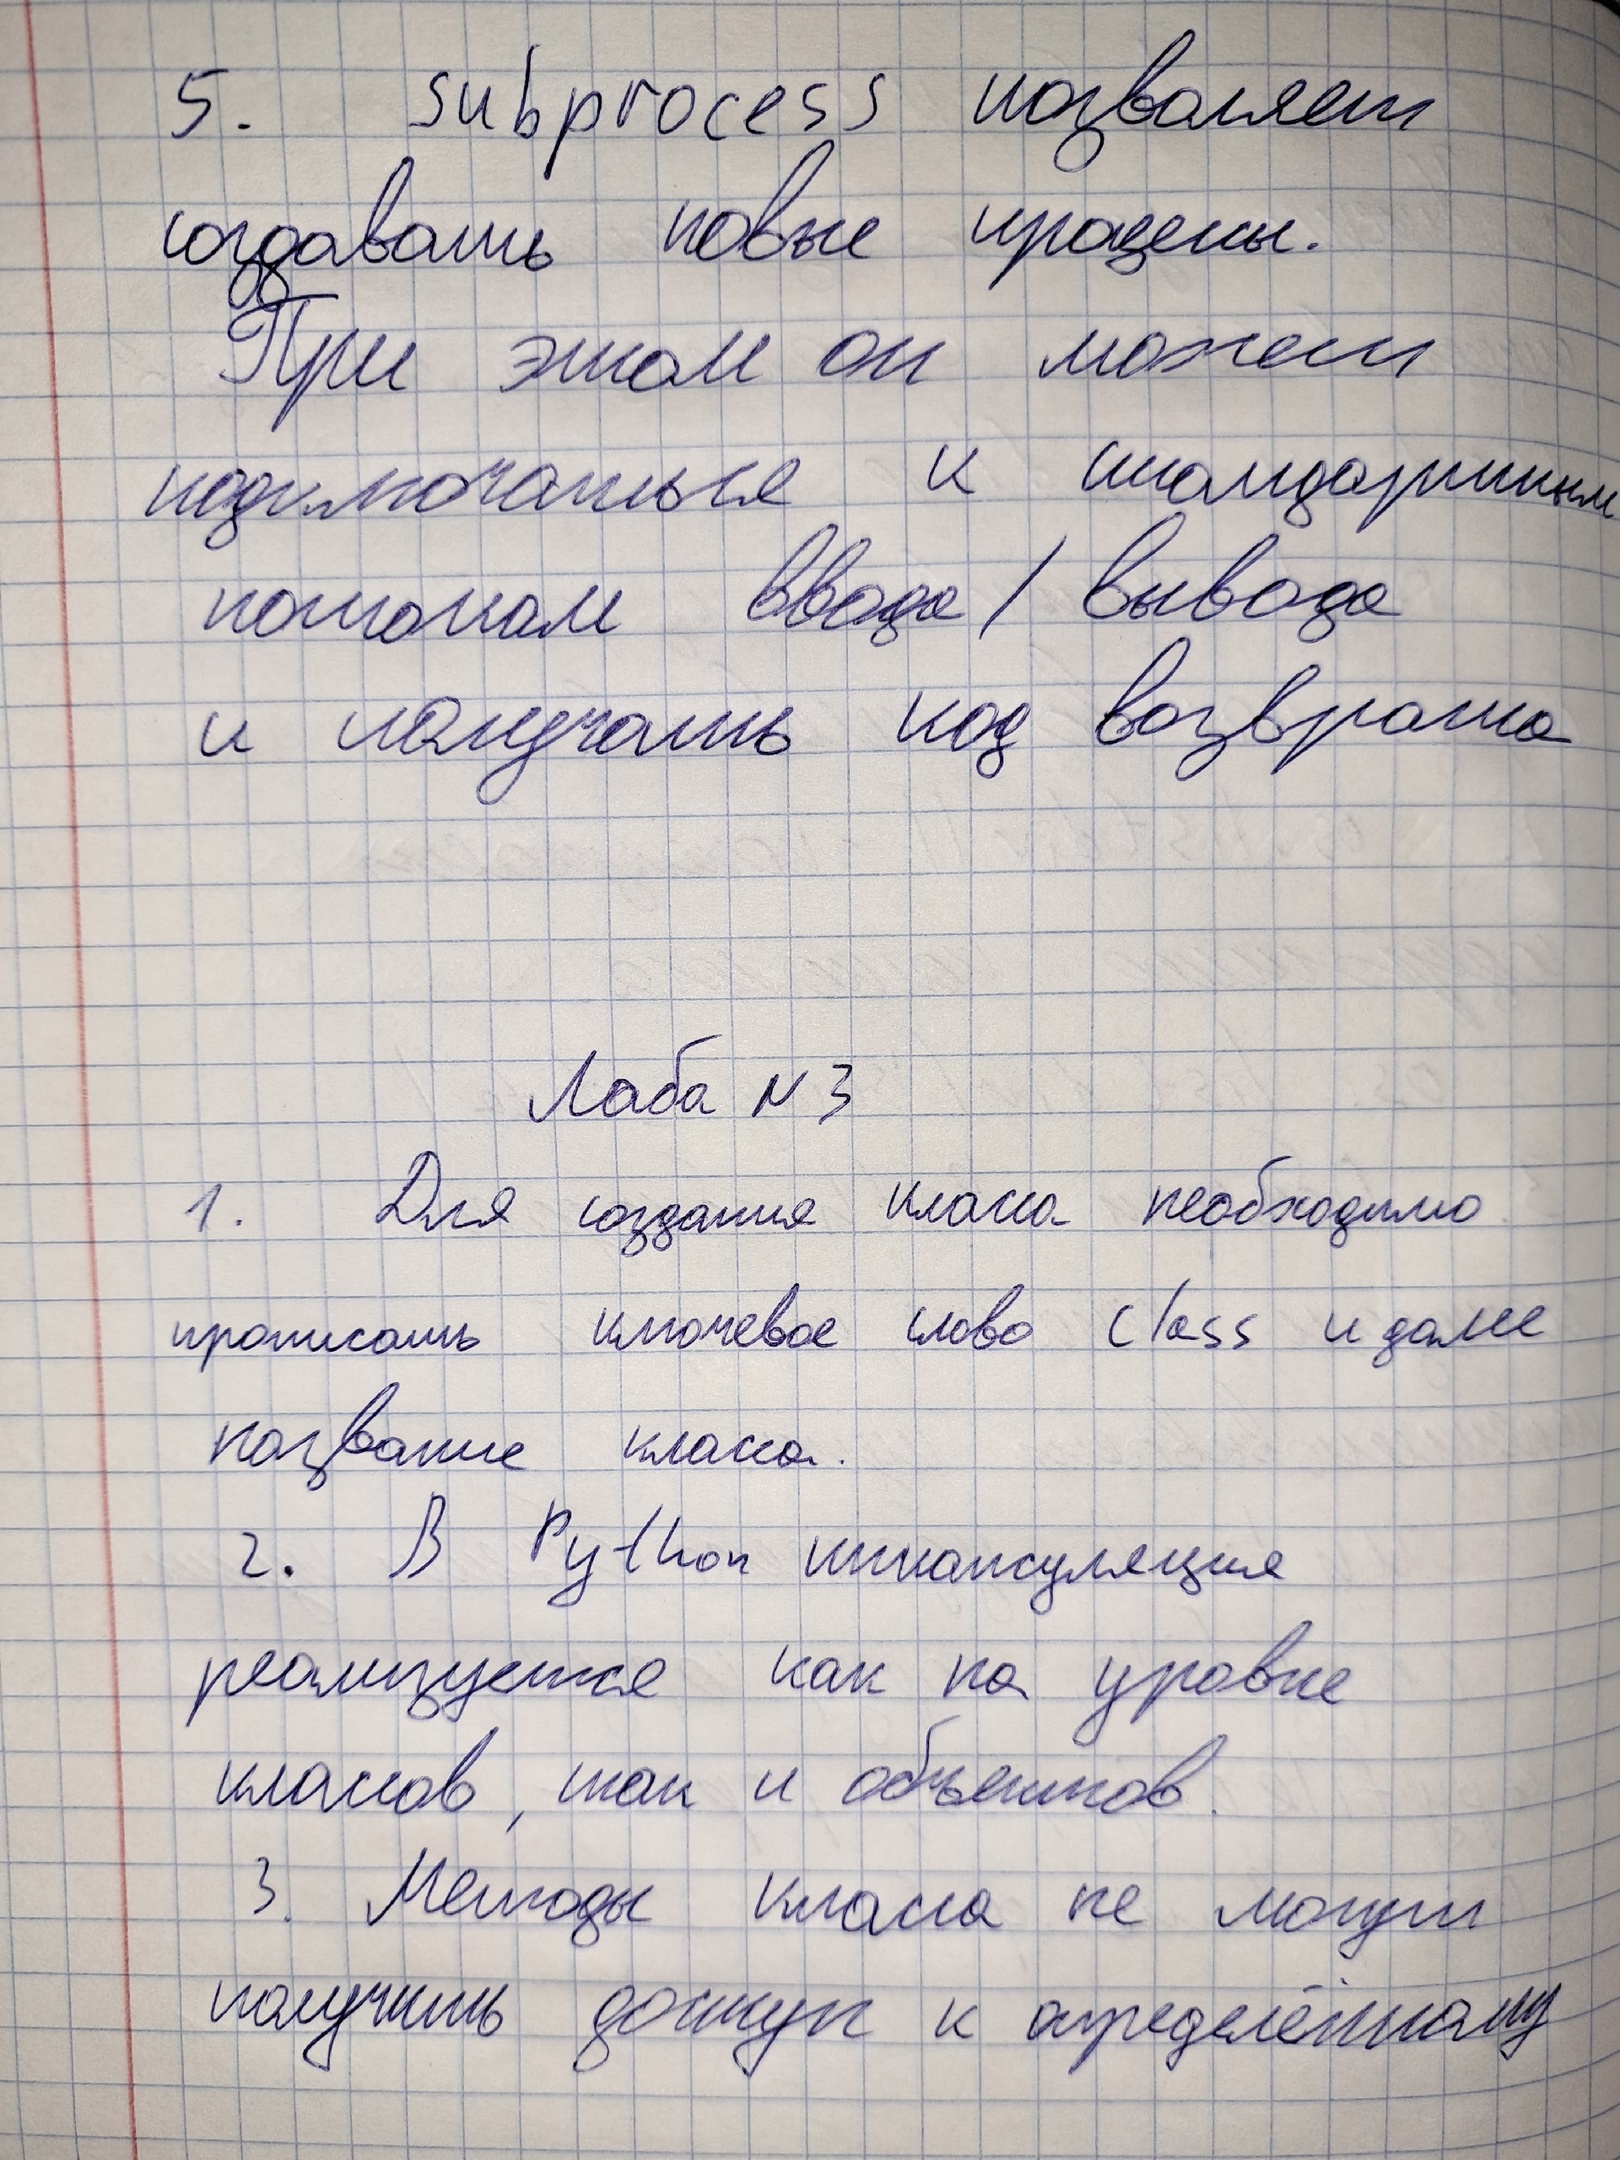 5. subprocess позволяет
создавать новые процессы.
При этом он может
подключаться к стандартным
потокам ввода/вывода
и получать код возврата
Лаба N 3
1. Для создания класса необходимо
прописать ключевое слово class и далее
название класса.
2. В Python инкапсуляция
реализуется как на уровне
классов, так и объектов.
3. Методы класса не могут
получить доступ к определённому